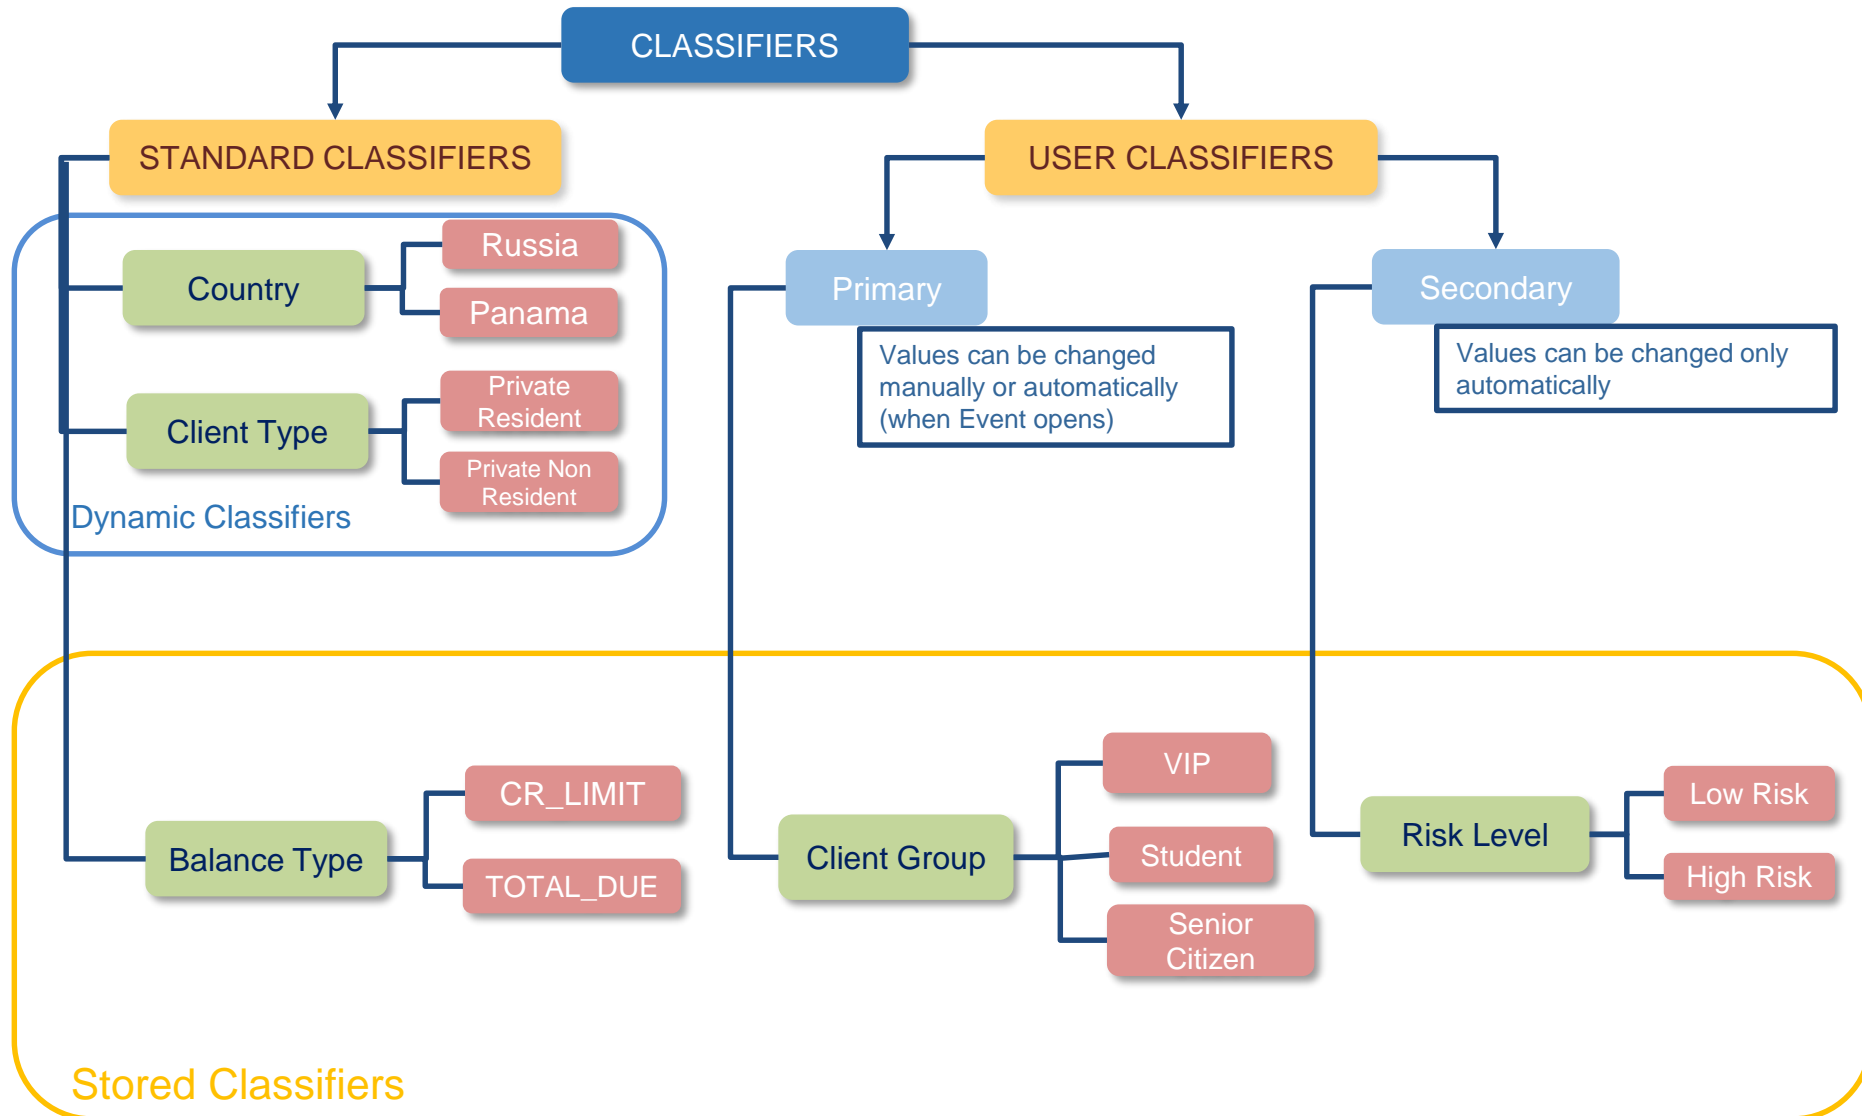 CLASSIFIERS
STANDARD CLASSIFIERS
USER CLASSIFIERS
Country
Russia
Panama
Client Type
Private
Resident
Private Non
Resident
Dynamic Classifiers
Primary
Values can be changed
manually or automatically
(when Event opens)
Secondary
Values can be changed only
automatically
Balance Type
CR_LIMIT
TOTAL_DUE
Client Group
VIP
Student
Senior
Citizen
Risk Level
Low Risk
High Risk
Stored Classifiers